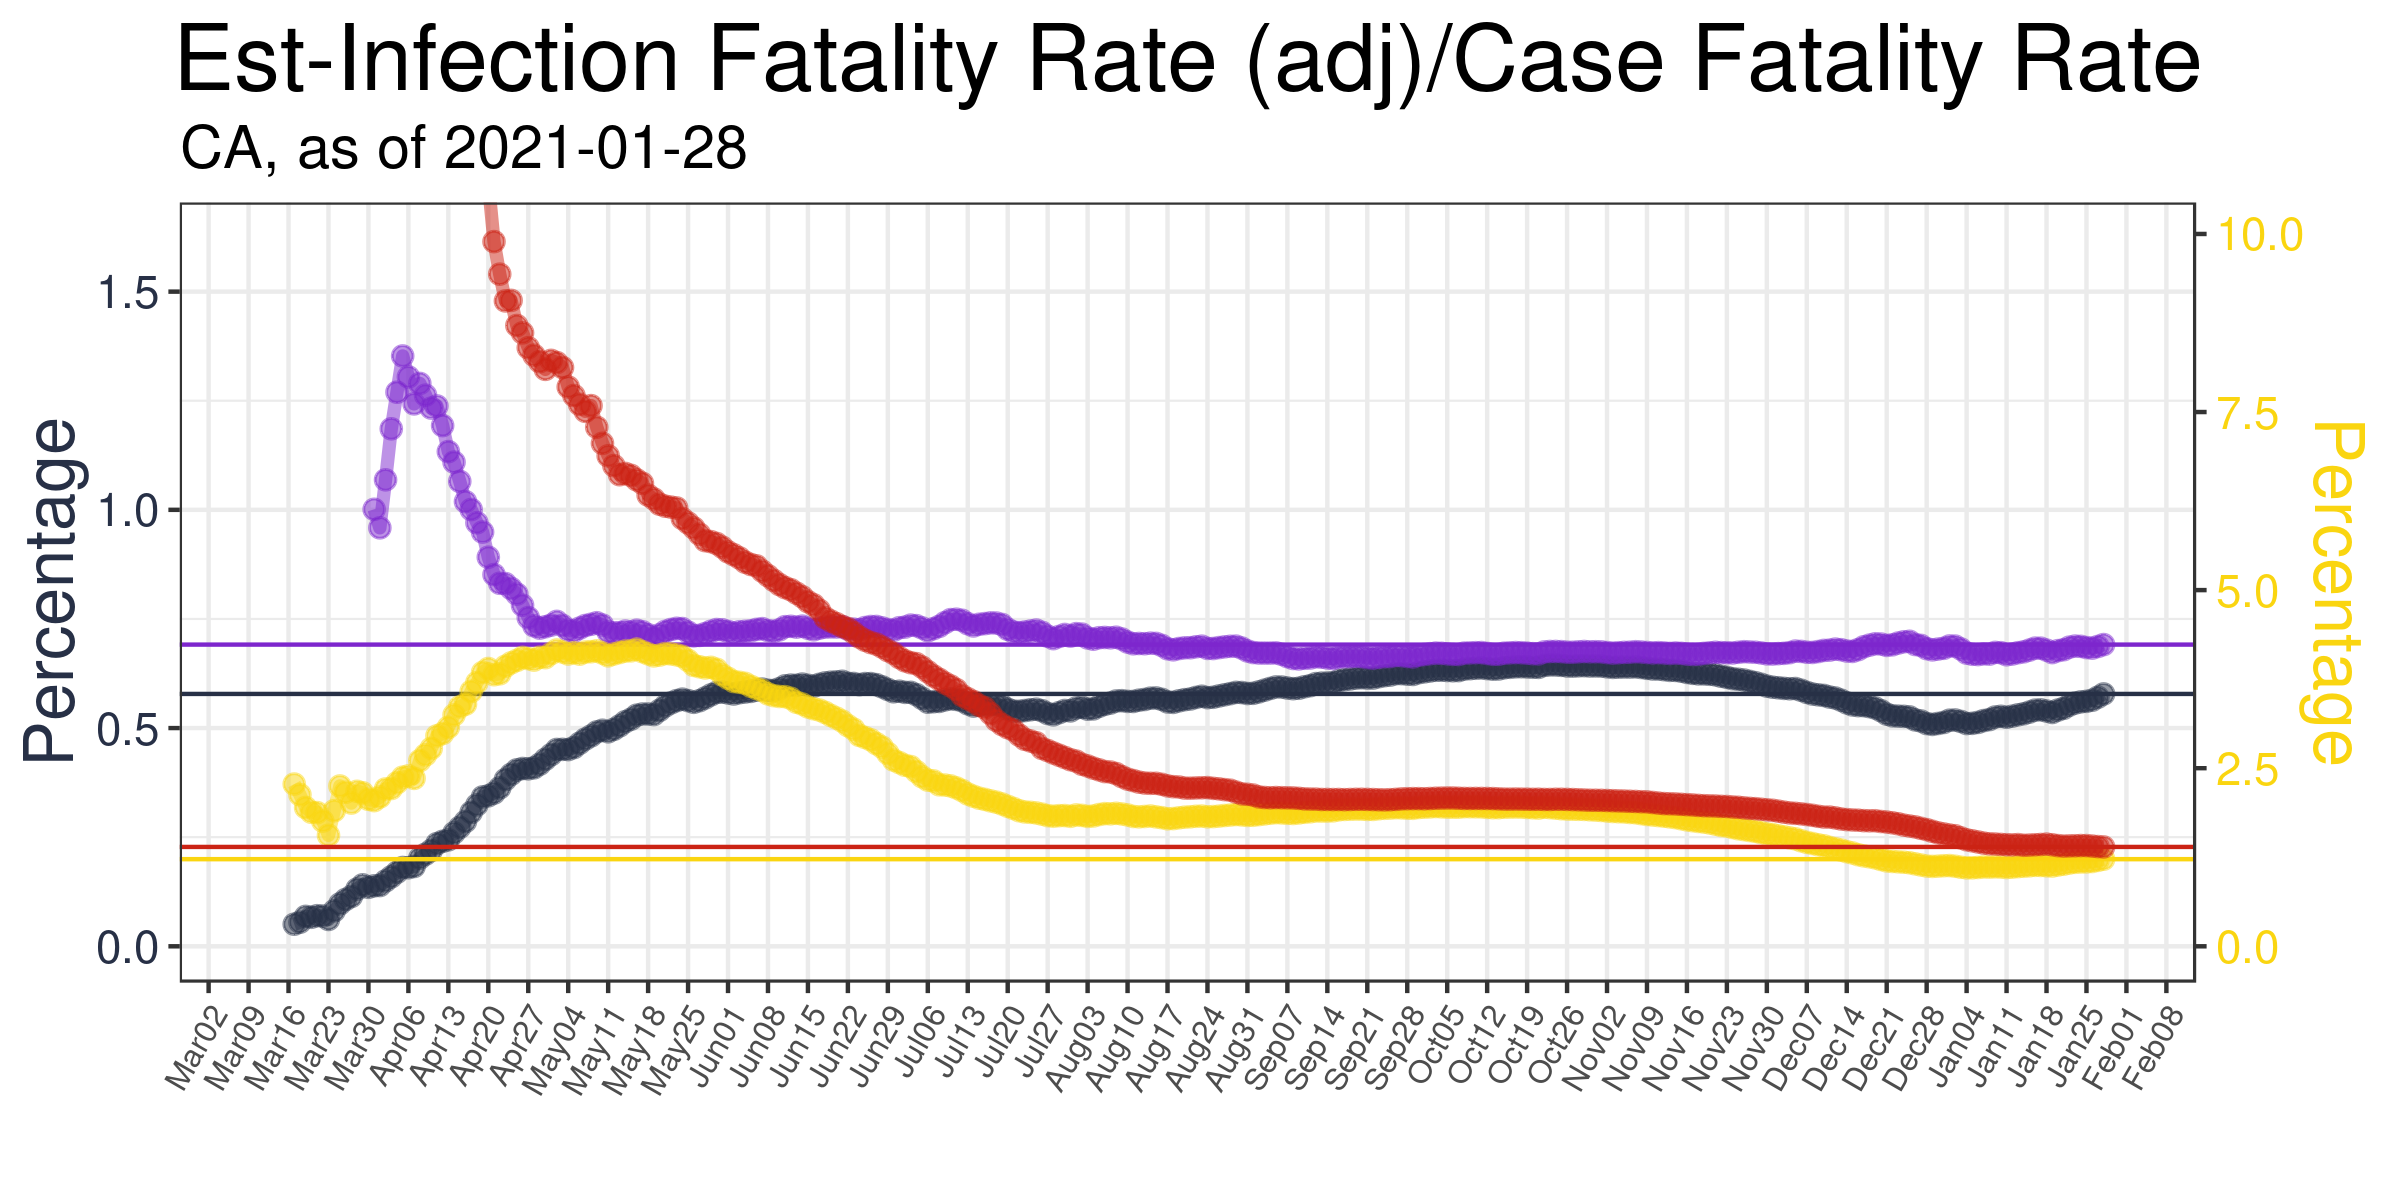 Est-Infection Fatality Rate (adj)/Case Fatality Rate
CA, as of 2021-01-28
Percentage
1.5
1.0
0.5
0.0
10.0
7.5
5.0
2.5
0.0
Percentage
Mar02
Mar09
Mar16
Mar23
Mar30
Apr06
Apr13
Apr20
Apr27
May04
May11
May18
May25
Jun01
Jun08
Jun15
Jun22
Jun29
Jul06
Jul13
Jul20
Jul27
Aug03
Aug10
Aug17
Aug24
Aug31
Sep07
Sep14
Sep21
Sep28
Oct05
Oct12
Oct19
Oct26
Nov02
Nov09
Nov16
Nov23
Nov30
Dec07
Dec14
Dec21
Dec28
Jan04
Jan11
Jan18
Jan25
Feb01
Feb08